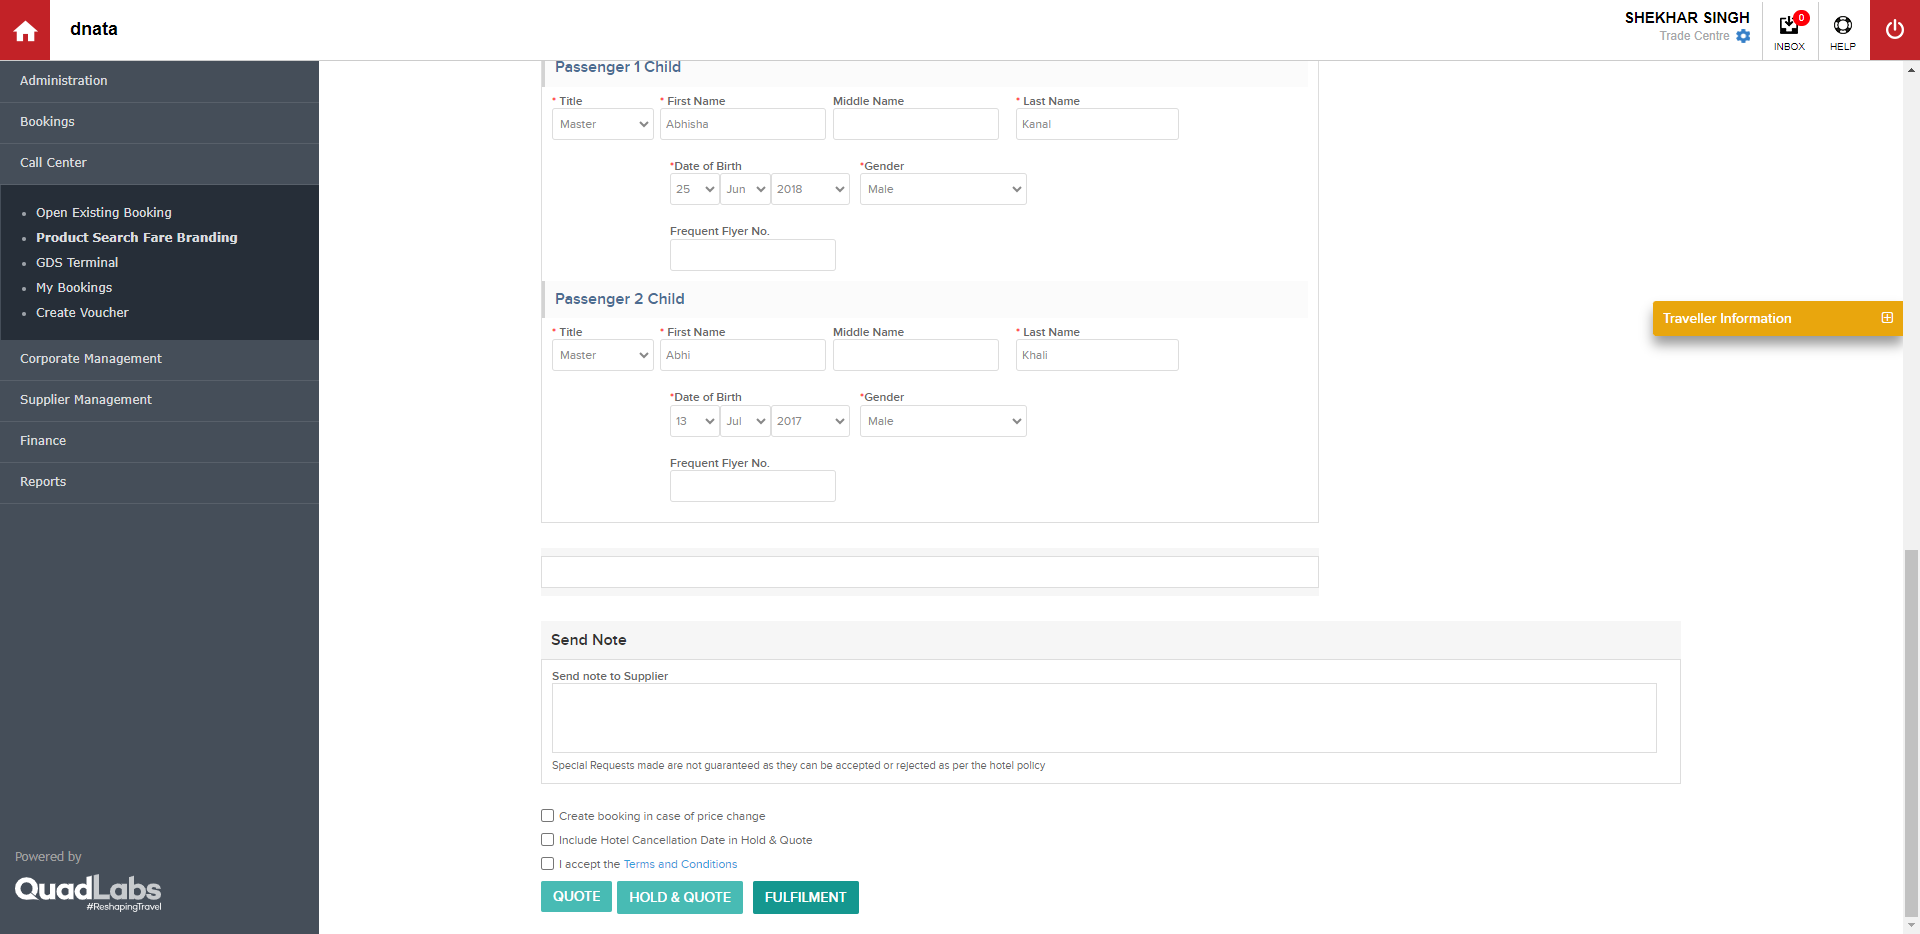 dnata
SHEKHAR SINGH
Trade Centre
0
INBOX
HELP
Administration
Bookings
Call Center
Open Existing Booking
Product Search Fare Branding
GDS Terminal
My Bookings
Create Voucher
Corporate Management
Supplier Management
Finance
Reports
Powered by
QuadLabs
#ReshapingTravel
Passenger 1 Child
* Title * First Name Middle Name * Last Name
Master Abhisha Kanal
*Date of Birth *Gender
25 Jun 2018 Male
Frequent Flyer No.
Passenger 2 Child
* Title * First Name Middle Name * Last Name
Master Abhi Khali
*Date of Birth *Gender
13 Jul 2017 Male
Frequent Flyer No.
Traveller Information
Send Note
Send note to Supplier
Special Requests made are not guaranteed as they can be accepted or rejected as per the hotel policy
Create booking in case of price change
Include Hotel Cancellation Date in Hold & Quote
I accept the Terms and Conditions
QUOTE HOLD & QUOTE FULFILMENT